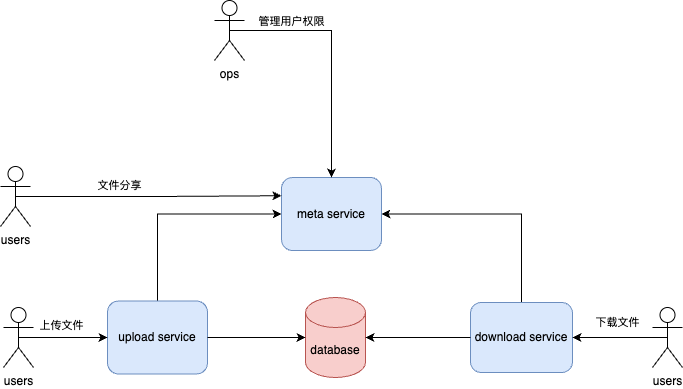 管理用户权限
ops
文件分享
meta service
users
上传文件
upload service
database
download service
下载文件
users
users